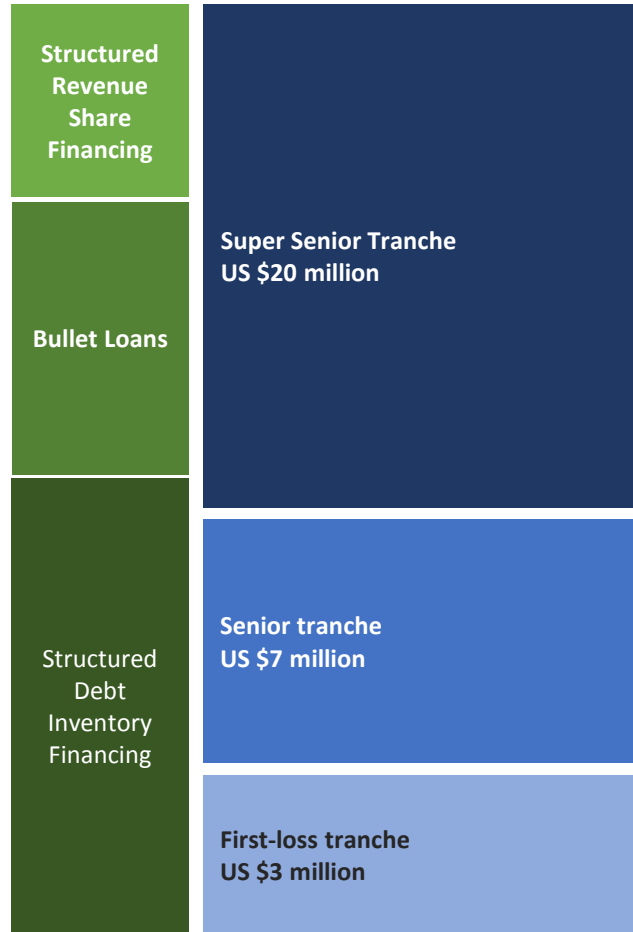 Structured
Revenue
Share
Financing
Bullet Loans
Structured
Debt
Inventory
Financing
Super Senior Tranche
US $20 million
Senior tranche
US $7 million
First-loss tranche
US $3 million